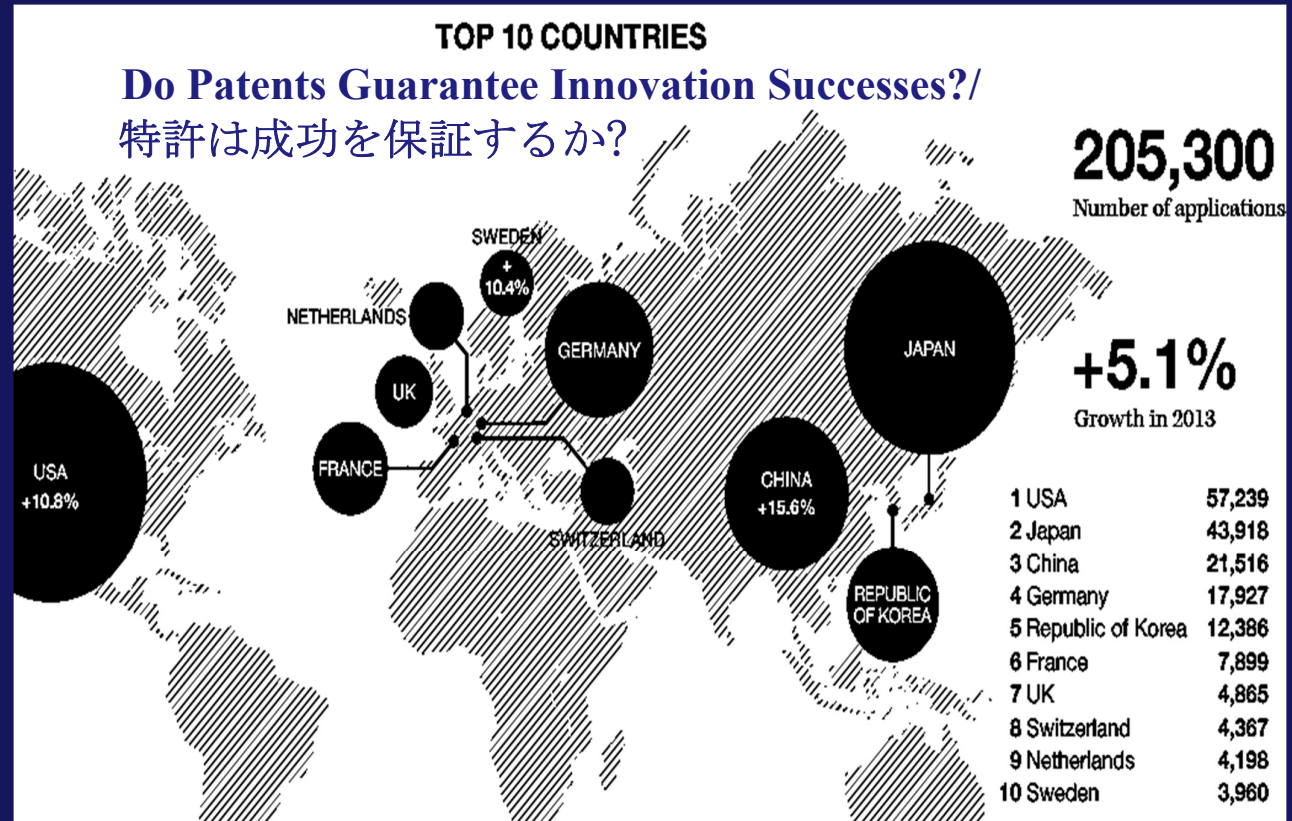 TOP 10 COUNTRIES
Do Patents Guarantee Innovation Successes?/
特許は成功を保証するか?
205,300
Number of applications
+5.1%
Growth in 2013
SWEDEN
+
10.4%
NETHERLANDS
GERMANY
JAPAN
UK
FRANCE
USA
+10.8%
CHINA
+15.6%
SWITZERLAND
REPUBLIC
OF KOREA
1 USA 57,239
2 Japan 43,918
3 China 21,516
4 Germany 17,927
5 Republic of Korea 12,386
6 France 7,899
7 UK 4,865
8 Switzerland 4,367
9 Netherlands 4,198
10 Sweden 3,960